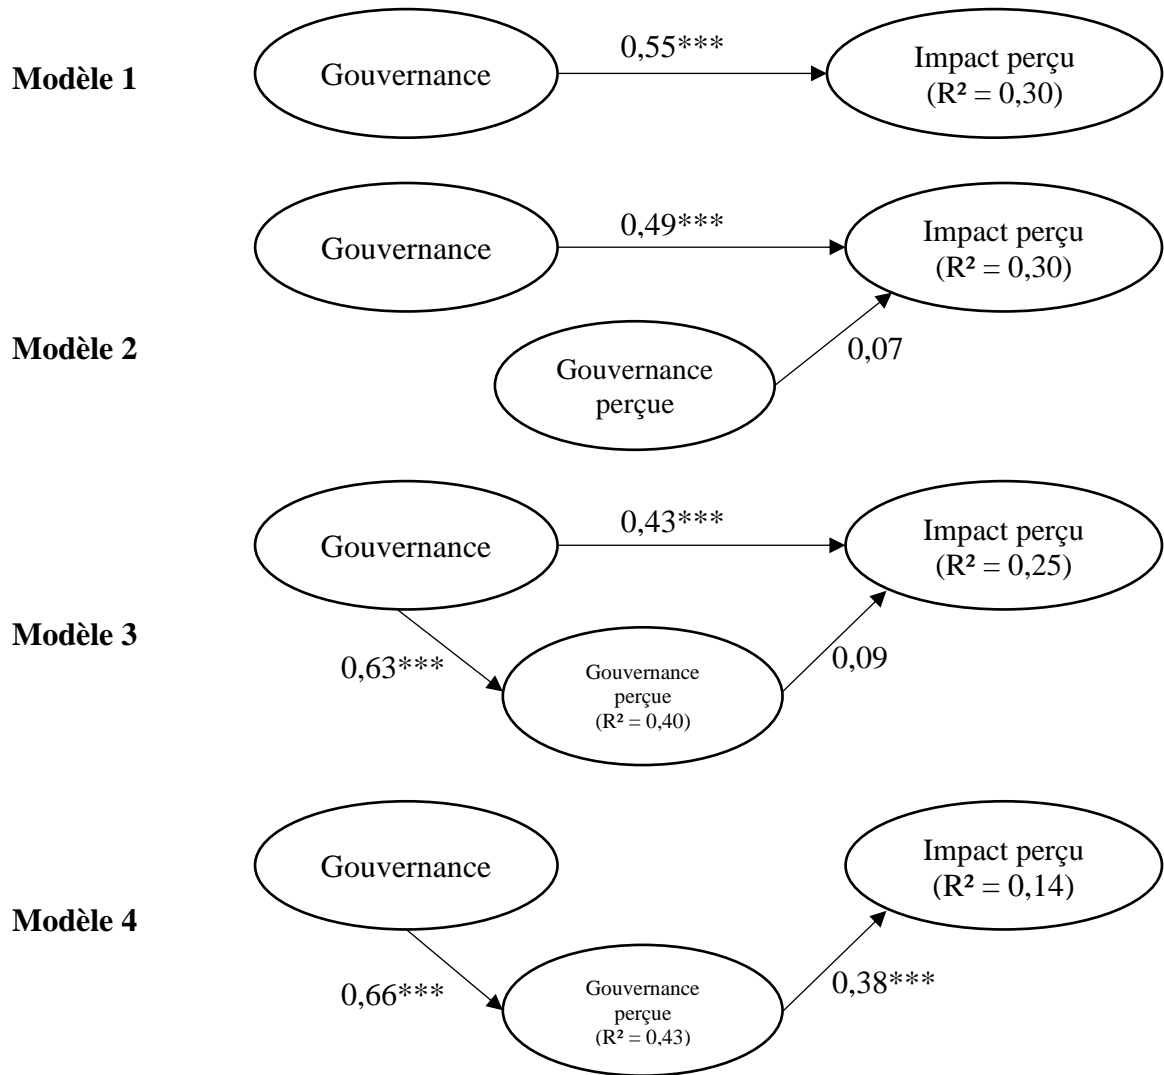 Modèle 1
Gouvernance
0,55***
Impact perçu
(R² = 0,30)
Modèle 2
Gouvernance
0,49***
Impact perçu
(R² = 0,30)
Gouvernance
perçue
0,07
Modèle 3
Gouvernance
0,43***
Impact perçu
(R² = 0,25)
0,63***
Gouvernance
perçue
(R² = 0,40)
0,09
Modèle 4
Gouvernance
Impact perçu
(R² = 0,14)
0,66***
Gouvernance
perçue
(R² = 0,43)
0,38***